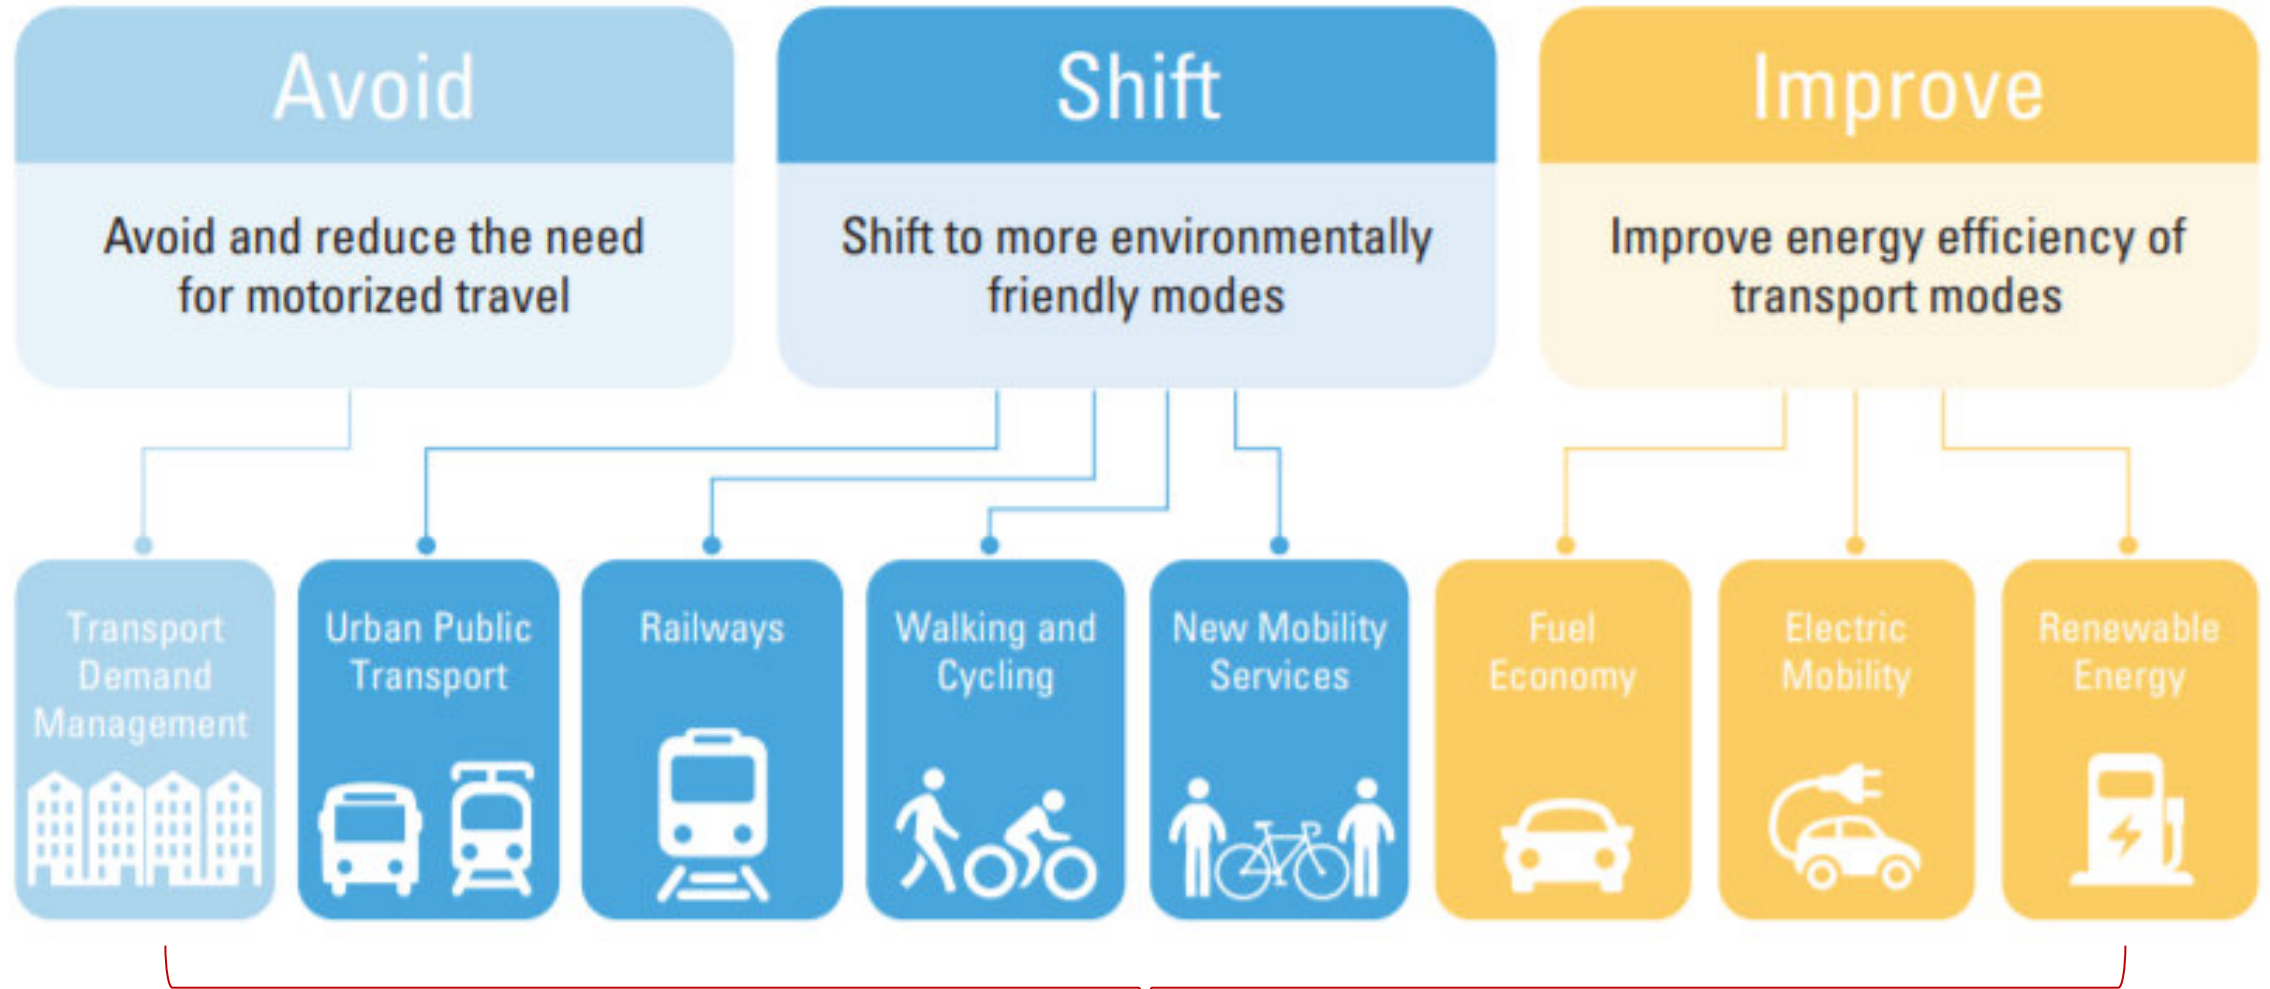 Avoid
Avoid and reduce the need
for motorized travel
Shift
Shift to more environmentally
friendly modes
Improve
Improve energy efficiency of
transport modes
Transport
Demand
Management
Urban Public
Transport
Railways
Walking and
Cycling
New Mobility
Services
Fuel
Economy
Electric
Mobility
Renewable
Energy